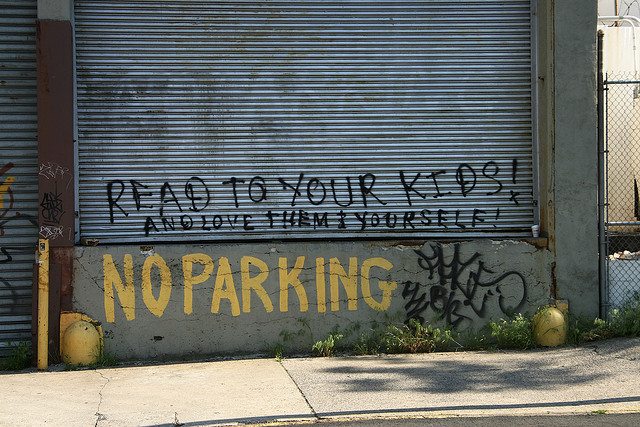 READ TO YOUR KIDS!
AND LOVE THEM & YOURSELF!
NO PARKING